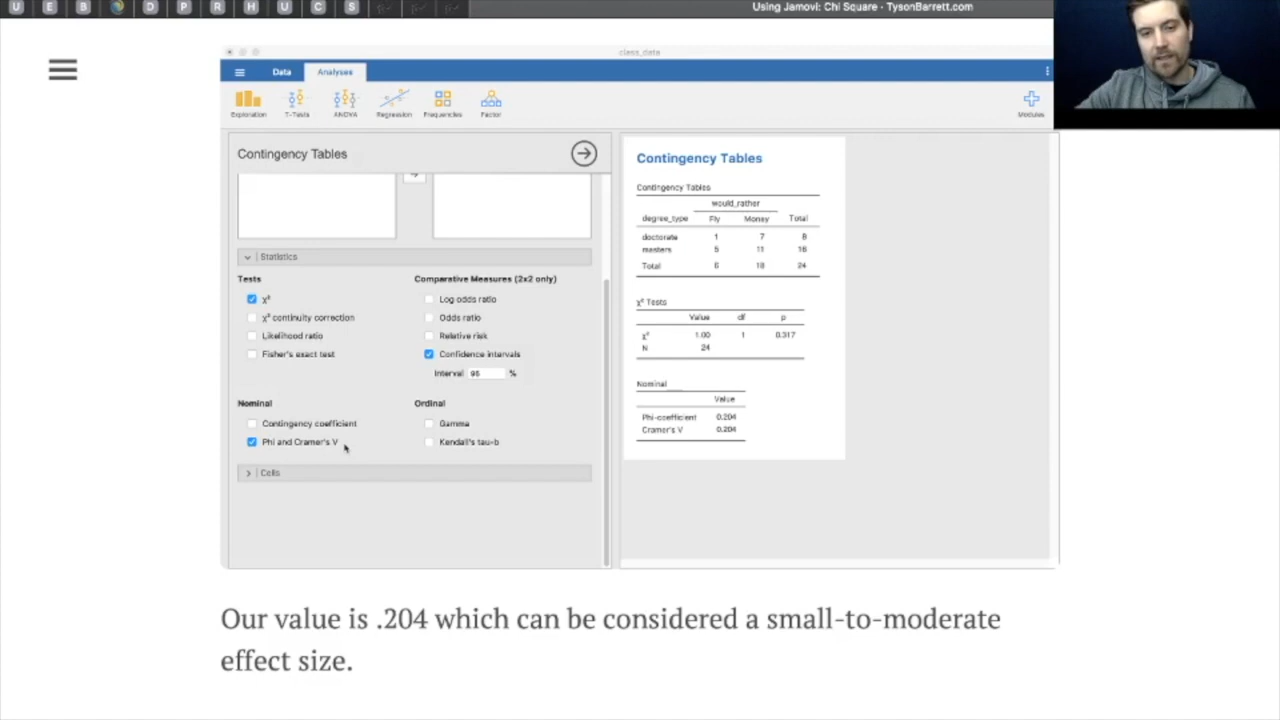 U E B D P R H U C S
Using Jamovi: Chi Square · TysonBarrett.com
class_data
Data Analyses
Exploration T-Tests ANOVA Regression Frequencies Factor Modules
Contingency Tables
Statistics
Tests Comparative Measures (2x2 only)
χ² Log odds ratio
χ² continuity correction Odds ratio
Likelihood ratio Relative risk
Fisher's exact test Confidence intervals
Interval 95 %
Nominal Ordinal
Contingency coefficient Gamma
Phi and Cramer's V Kendall's tau-b
Cells
Contingency Tables
Contingency Tables
would_rather
degree_type Fly Money Total
doctorate 1 7 8
masters 5 11 16
Total 6 18 24
χ² Tests
Value df p
χ² 1.00 1 0.317
N 24
Nominal
Value
Phi-coefficient 0.204
Cramer's V 0.204
Our value is .204 which can be considered a small-to-moderate
effect size.